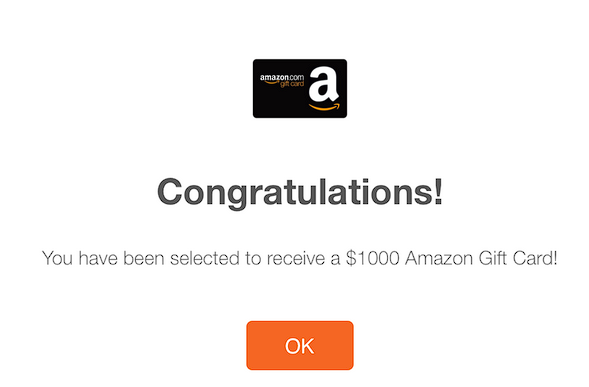 amazon.com
gift card
a
Congratulations!
You have been selected to receive a $1000 Amazon Gift Card!
OK